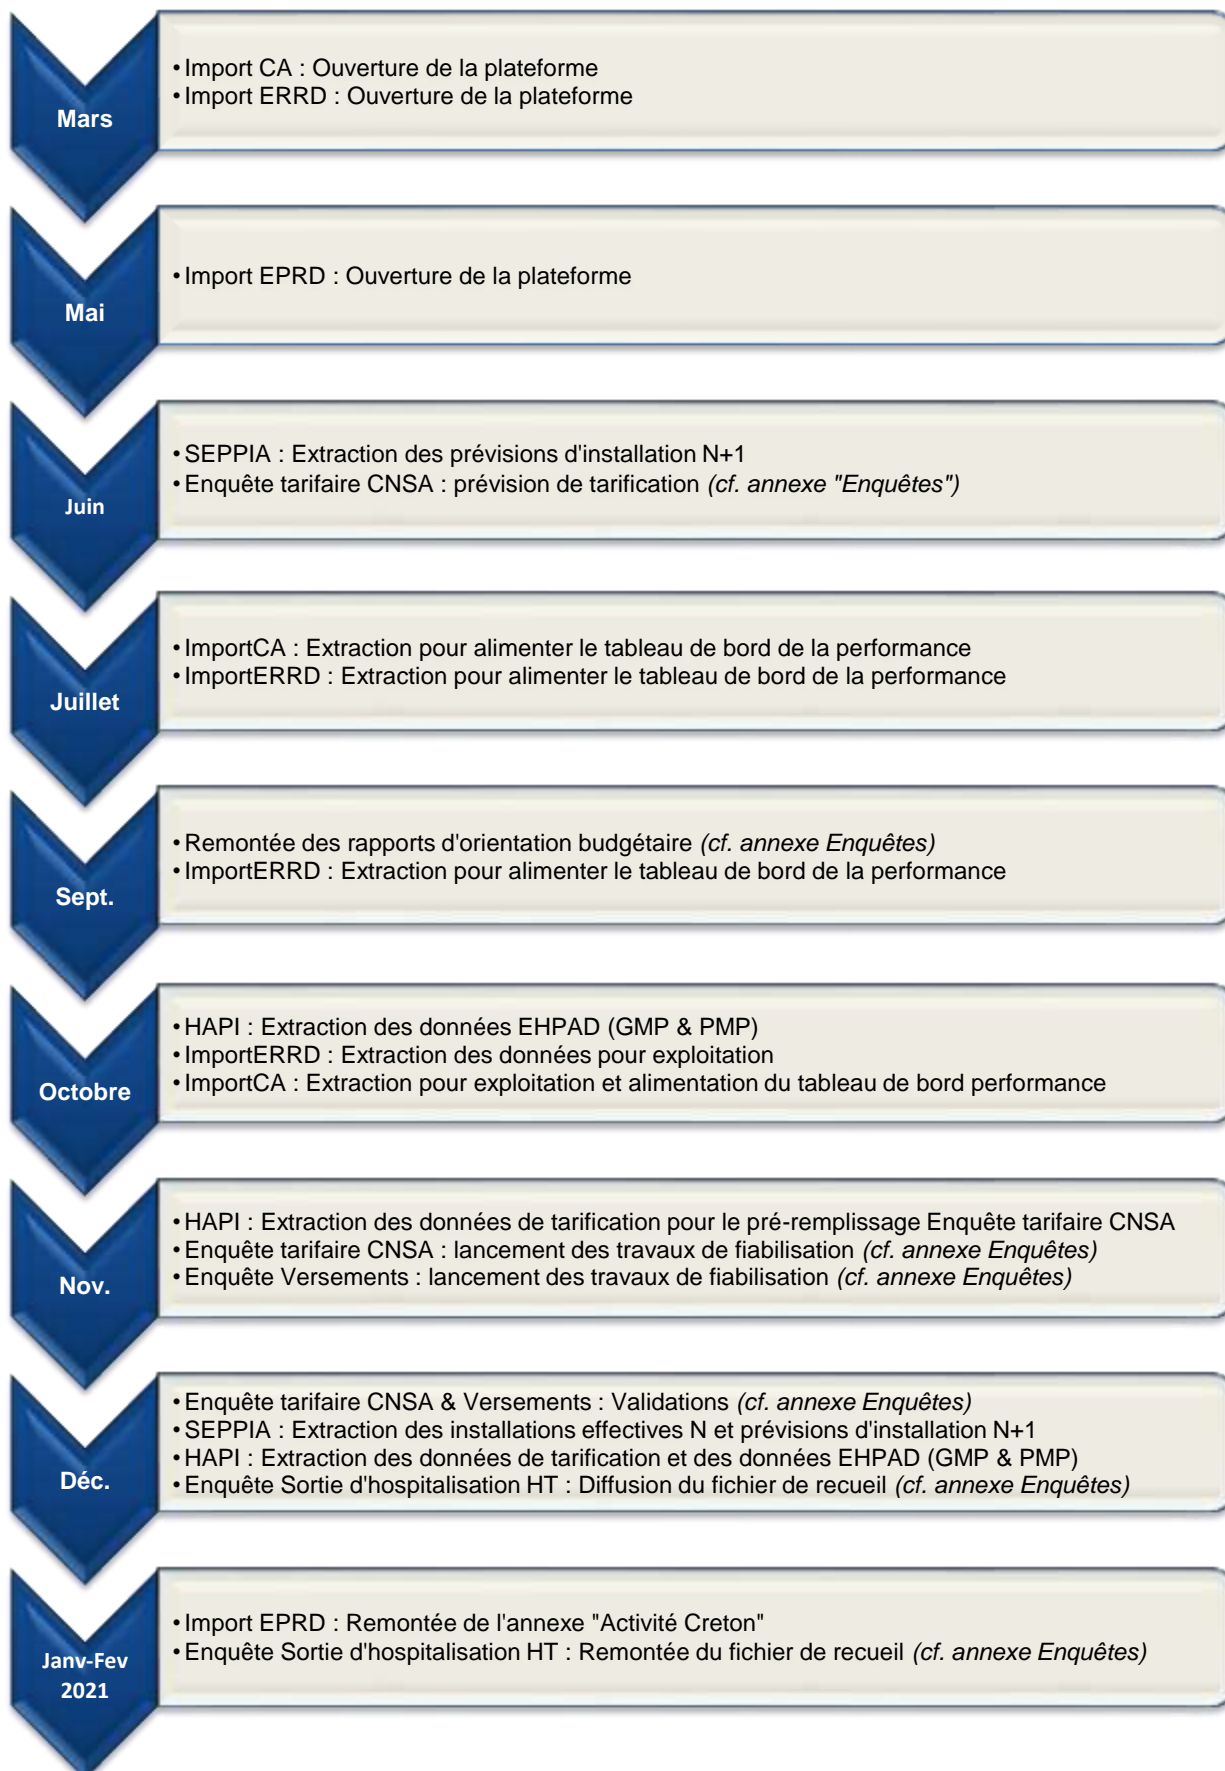 Mars
• Import CA : Ouverture de la plateforme
• Import ERRD : Ouverture de la plateforme
Mai
• Import EPRD : Ouverture de la plateforme
Juin
• SEPPIA : Extraction des prévisions d'installation N+1
• Enquête tarifaire CNSA : prévision de tarification (cf. annexe "Enquêtes")
Juillet
• ImportCA : Extraction pour alimenter le tableau de bord de la performance
• ImportERRD : Extraction pour alimenter le tableau de bord de la performance
Sept.
• Remontée des rapports d'orientation budgétaire (cf. annexe Enquêtes)
• ImportERRD : Extraction pour alimenter le tableau de bord de la performance
Octobre
• HAPI : Extraction des données EHPAD (GMP & PMP)
• ImportERRD : Extraction des données pour exploitation
• ImportCA : Extraction pour exploitation et alimentation du tableau de bord performance
Nov.
• HAPI : Extraction des données de tarification pour le pré-remplissage Enquête tarifaire CNSA
• Enquête tarifaire CNSA : lancement des travaux de fiabilisation (cf. annexe Enquêtes)
• Enquête Versements : lancement des travaux de fiabilisation (cf. annexe Enquêtes)
Déc.
• Enquête tarifaire CNSA & Versements : Validations (cf. annexe Enquêtes)
• SEPPIA : Extraction des installations effectives N et prévisions d'installation N+1
• HAPI : Extraction des données de tarification et des données EHPAD (GMP & PMP)
• Enquête Sortie d'hospitalisation HT : Diffusion du fichier de recueil (cf. annexe Enquêtes)
Janv-Fev
2021
• Import EPRD : Remontée de l'annexe "Activité Creton"
• Enquête Sortie d'hospitalisation HT : Remontée du fichier de recueil (cf. annexe Enquêtes)